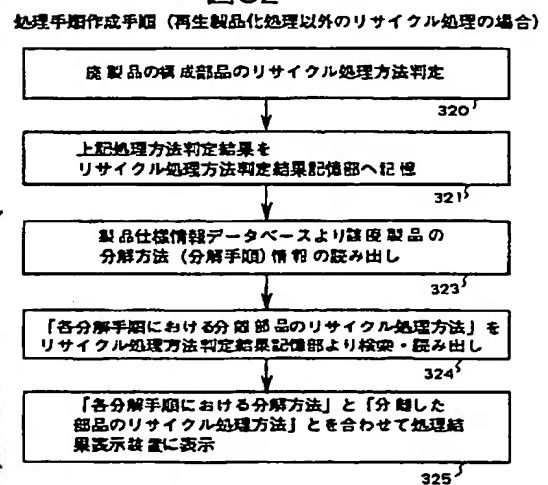 図32
処理手順作成手順（再生製品化処理以外のリサイクル処理の場合）
廃製品の構成部品のリサイクル処理方法判定
320
上記処理方法判定結果を
リサイクル処理方法判定結果記憶部へ記憶
321
製品仕様情報データベースより該廃製品の
分解方法（分解手順）情報の読み出し
323
「各分解手順における分離部品のリサイクル処理方法」を
リサイクル処理方法判定結果記憶部より検索・読み出し
324
「各分解手順における分解方法」と「分離した
部品のリサイクル処理方法」とを合わせて処理結
果表示装置に表示
325